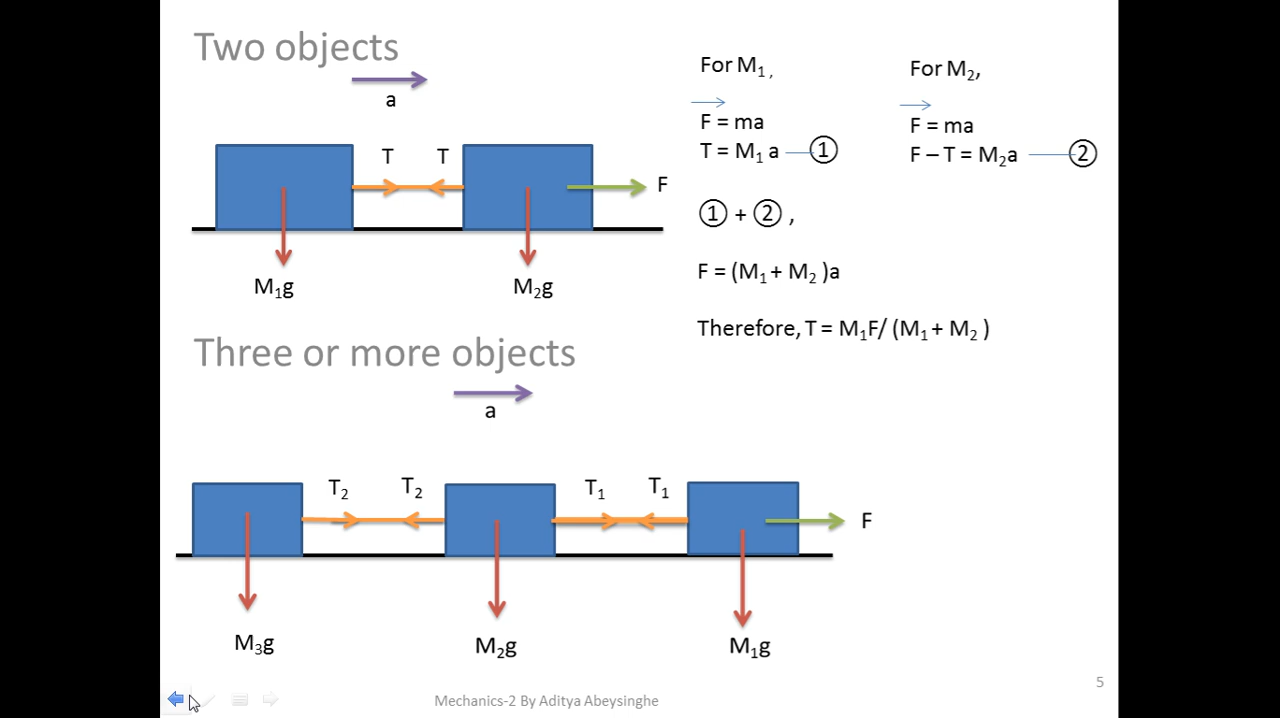 Two objects
a
T T
F
M₁g M₂g
For M₁ ,
F = ma
T = M₁ a ①
For M₂,
F = ma
F – T = M₂a ②
① + ② ,
F = (M₁ + M₂ )a
Therefore, T = M₁F/ (M₁ + M₂ )
Three or more objects
a
T₂ T₂ T₁ T₁
F
M₃g M₂g M₁g
Mechanics-2 By Aditya Abeysinghe
5